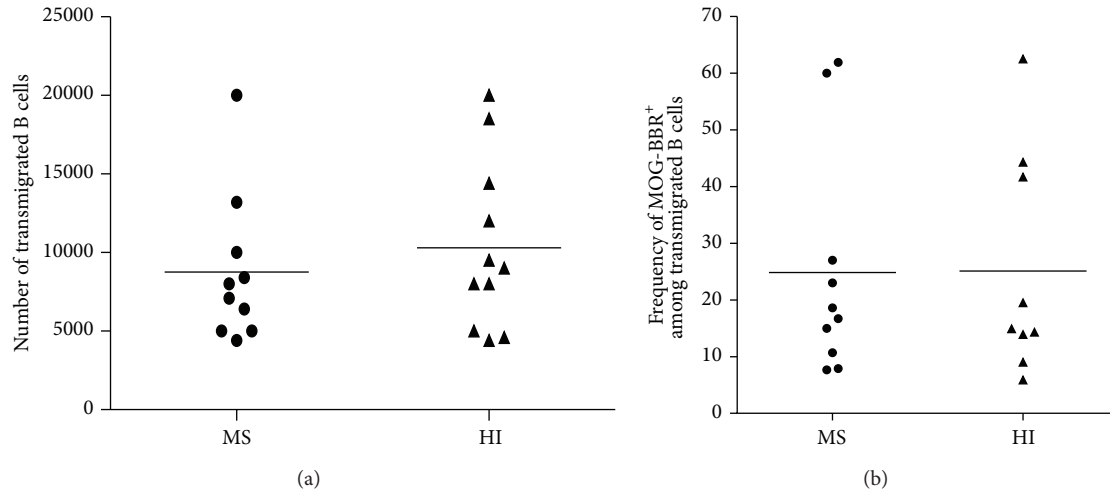 Number of transmigrated B cells
25000
20000
15000
10000
5000
0
MS
HI
(a)
Frequency of MOG-BBR⁺
among transmigrated B cells
70
60
50
40
30
20
10
0
MS
HI
(b)